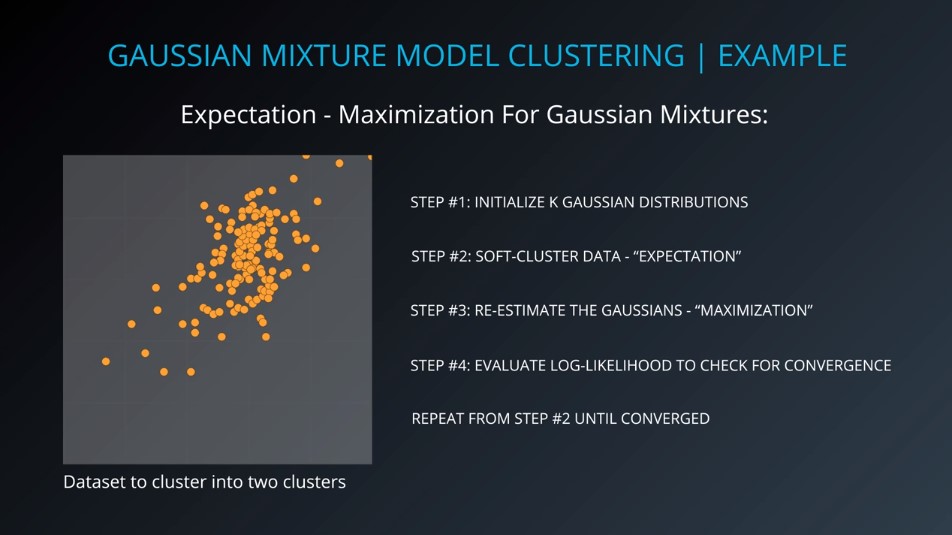 GAUSSIAN MIXTURE MODEL CLUSTERING | EXAMPLE
Expectation - Maximization For Gaussian Mixtures:
STEP #1: INITIALIZE K GAUSSIAN DISTRIBUTIONS
STEP #2: SOFT-CLUSTER DATA - “EXPECTATION”
STEP #3: RE-ESTIMATE THE GAUSSIANS - “MAXIMIZATION”
STEP #4: EVALUATE LOG-LIKELIHOOD TO CHECK FOR CONVERGENCE
REPEAT FROM STEP #2 UNTIL CONVERGED
Dataset to cluster into two clusters